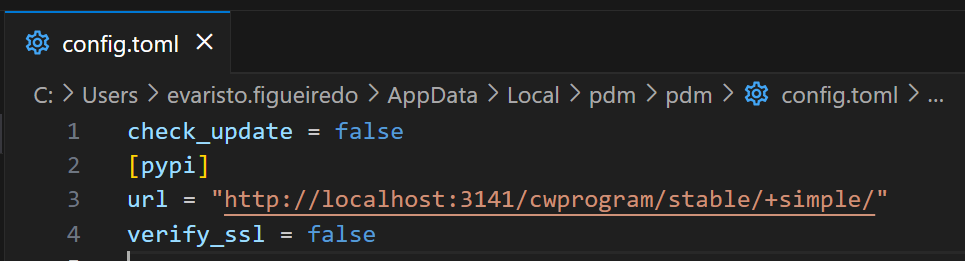 config.toml
C: > Users > evaristo.figueiredo > AppData > Local > pdm > pdm > config.toml > ...
1 check_update = false
2 [pypi]
3 url = "http://localhost:3141/cwprogram/stable/+simple/"
4 verify_ssl = false